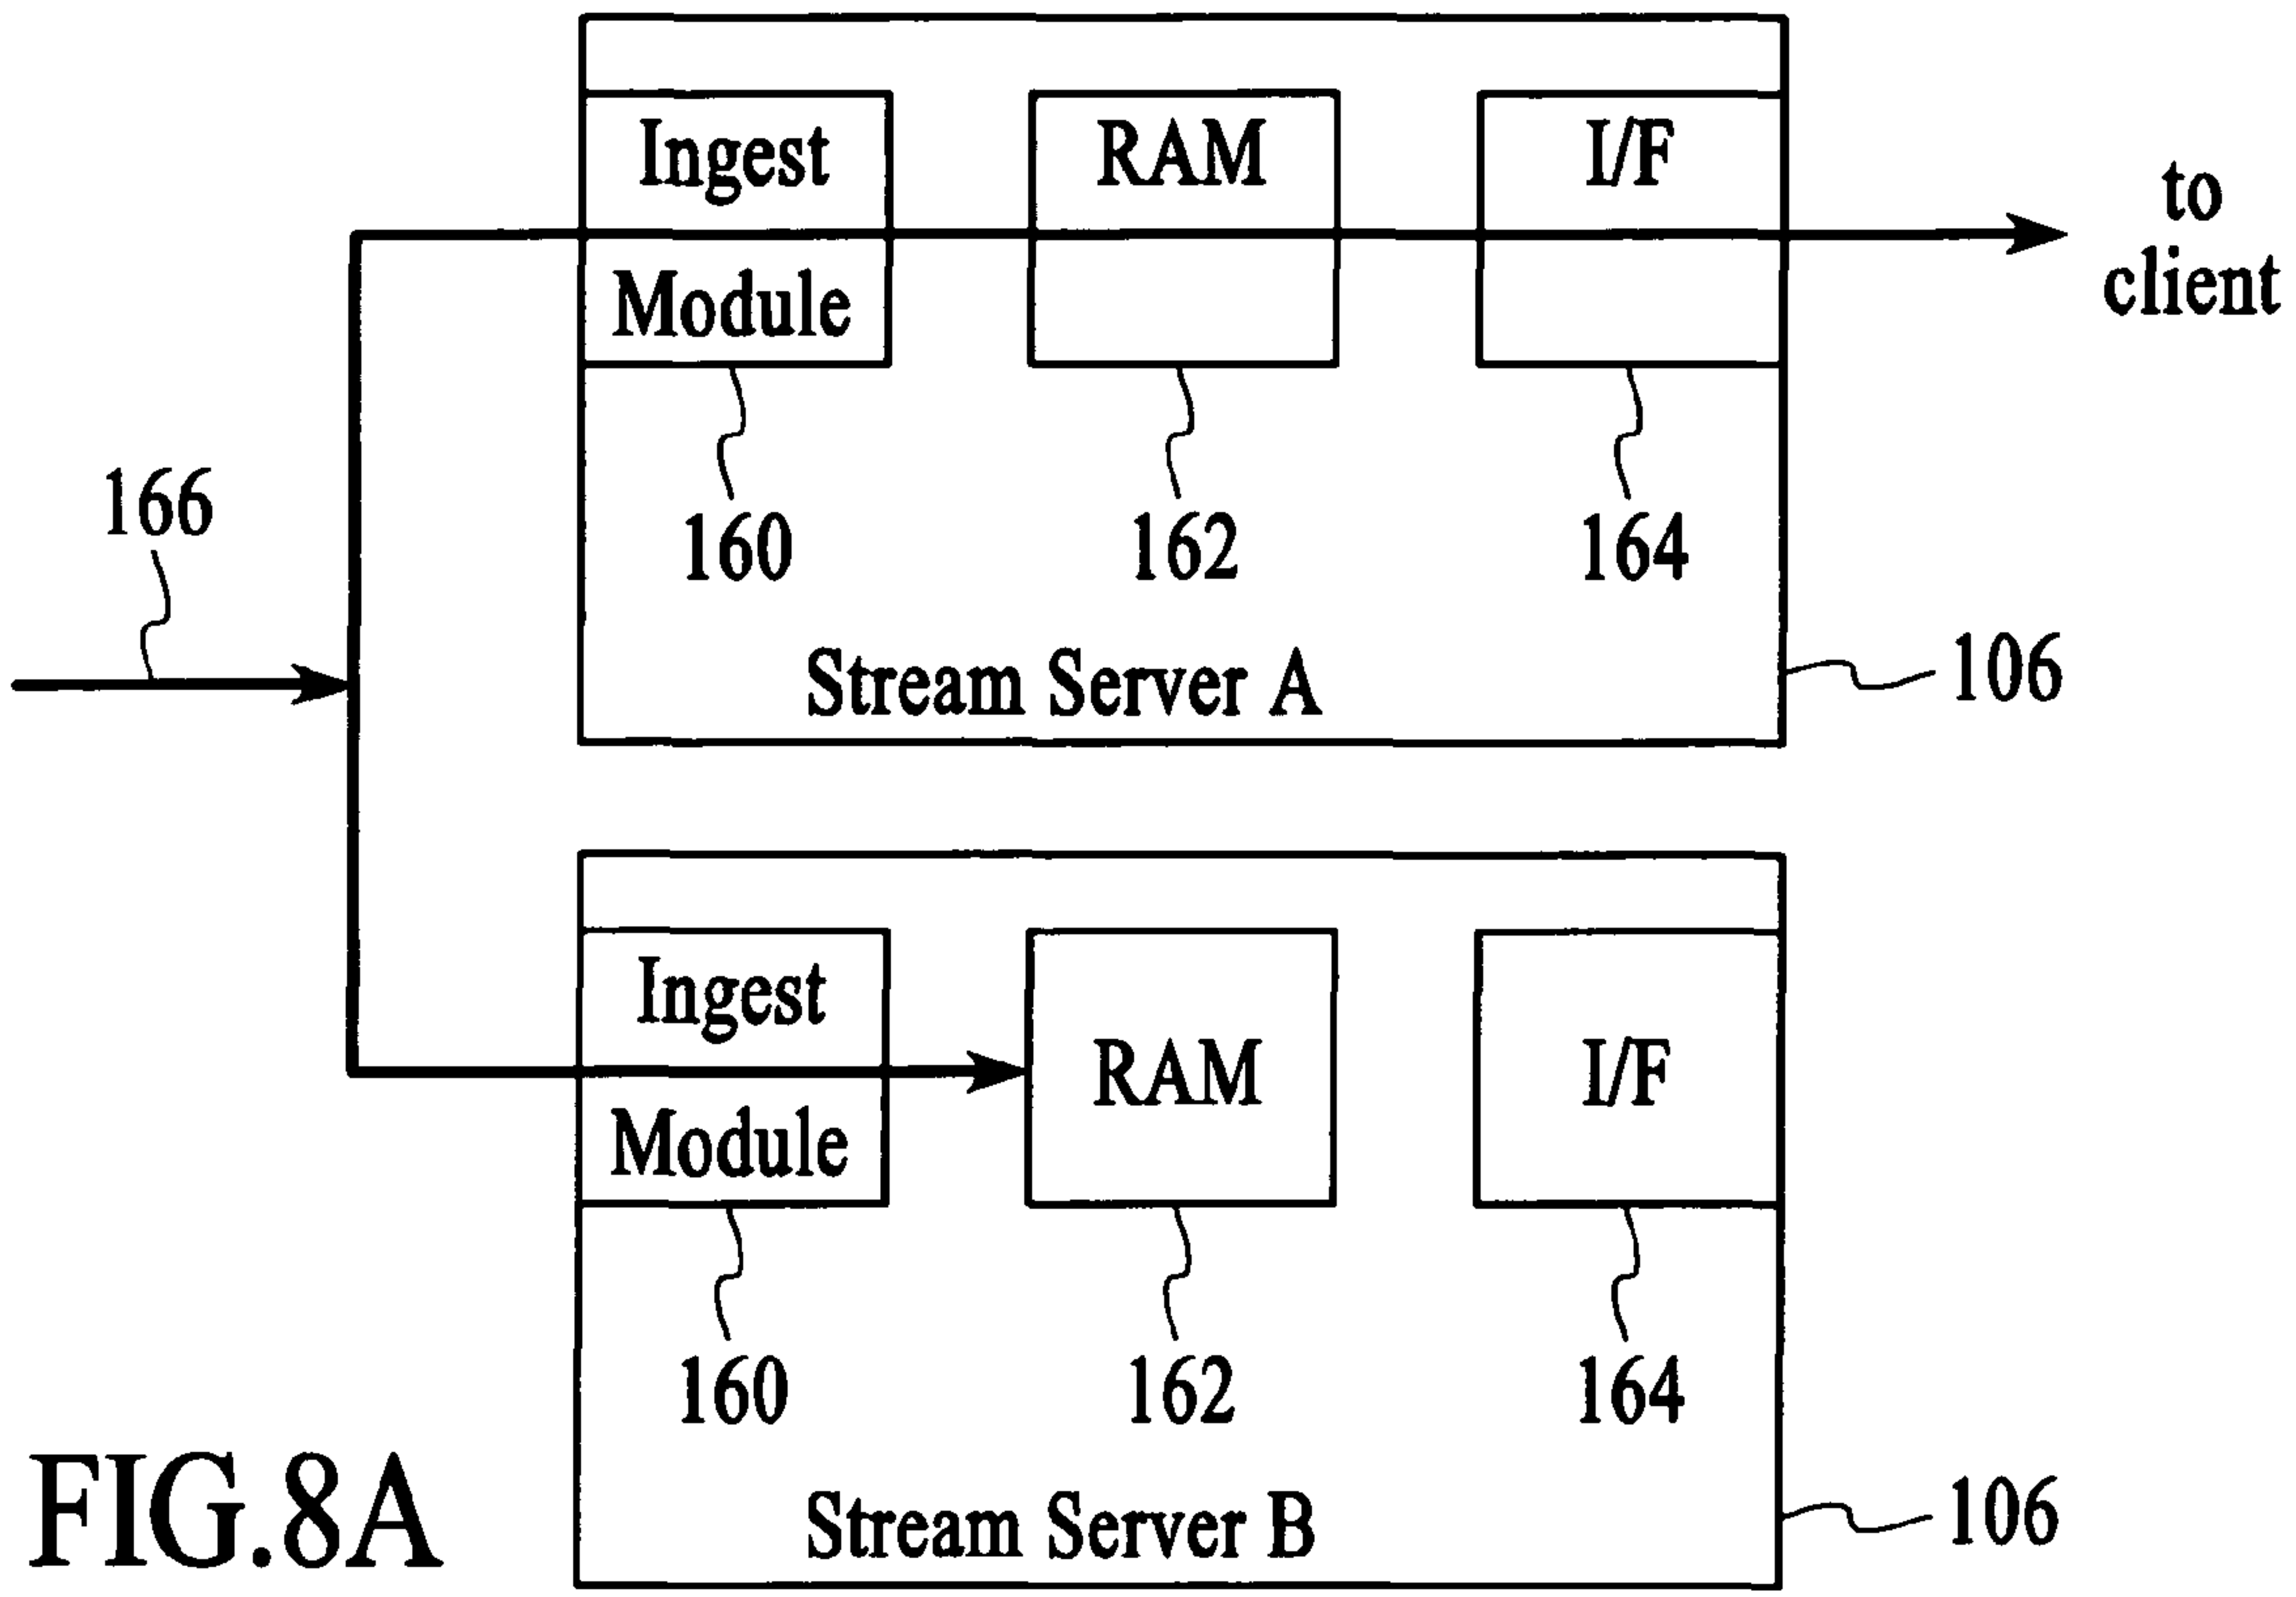 Ingest
Module
RAM
I/F
to
client
166
160
162
164
Stream Server A
106
Ingest
Module
RAM
I/F
160
162
164
Stream Server B
106
FIG.8A